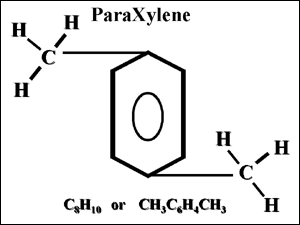 ParaXylene
H H
C
H
H H
C
H
C₈H₁₀ or CH₃C₆H₄CH₃